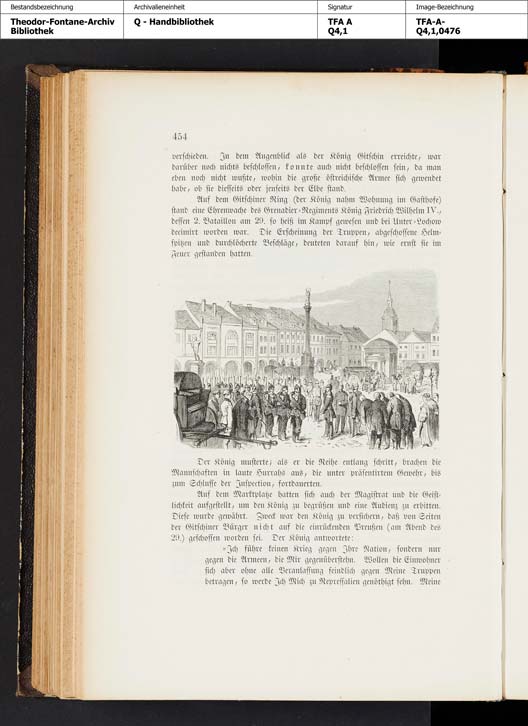 Bestandsbezeichnung Archivalieneinheit Signatur Image-Bezeichnung
Theodor-Fontane-Archiv Q - Handbibliothek TFA A TFA-A-
Bibliothek Q4,1 Q4,1,0476
454
verschieden. In dem Augenblick als der König Gitschin erreichte, war
darüber noch nichts beschlossen, konnte auch nicht beschlossen sein, da man
eben noch nicht wußte, wohin die große östreichische Armee sich gewendet
habe, ob sie diesseits oder jenseits der Elbe stand.
Auf dem Gitschiner Ring (der König nahm Wohnung im Gasthofe)
stand eine Ehrenwache des Grenadier-Regiments König Friedrich Wilhelm IV.,
dessen 2. Bataillon am 29. so heiß im Kampf gewesen und bei Unter-Lochow
decimirt worden war. Die Erscheinung der Truppen, abgeschossene Helm-
spitzen und durchlöcherte Beschläge, deuteten darauf hin, wie ernst sie im
Feuer gestanden hatten.
Der König musterte; als er die Reihe entlang schritt, brachen die
Mannschaften in laute Hurrahs aus, die unter präsentirtem Gewehr, bis
zum Schlusse der Inspection, fortdauerten.
Auf dem Marktplatze hatten sich auch der Magistrat und die Geist-
lichkeit aufgestellt, um den König zu begrüßen und eine Audienz zu erbitten.
Diese wurde gewährt. Zweck war den König zu versichern, daß von Seiten
der Gitschiner Bürger nicht auf die einrückenden Preußen (am Abend des
29.) geschossen worden sei. Der König antwortete:
»Ich führe keinen Krieg gegen Ihre Nation, sondern nur
gegen die Armeen, die Mir gegenüberstehn. Wollen die Einwohner
sich aber ohne alle Veranlassung feindlich gegen Meine Truppen
betragen, so werde Ich Mich zu Repressalien genöthigt sehn. Meine